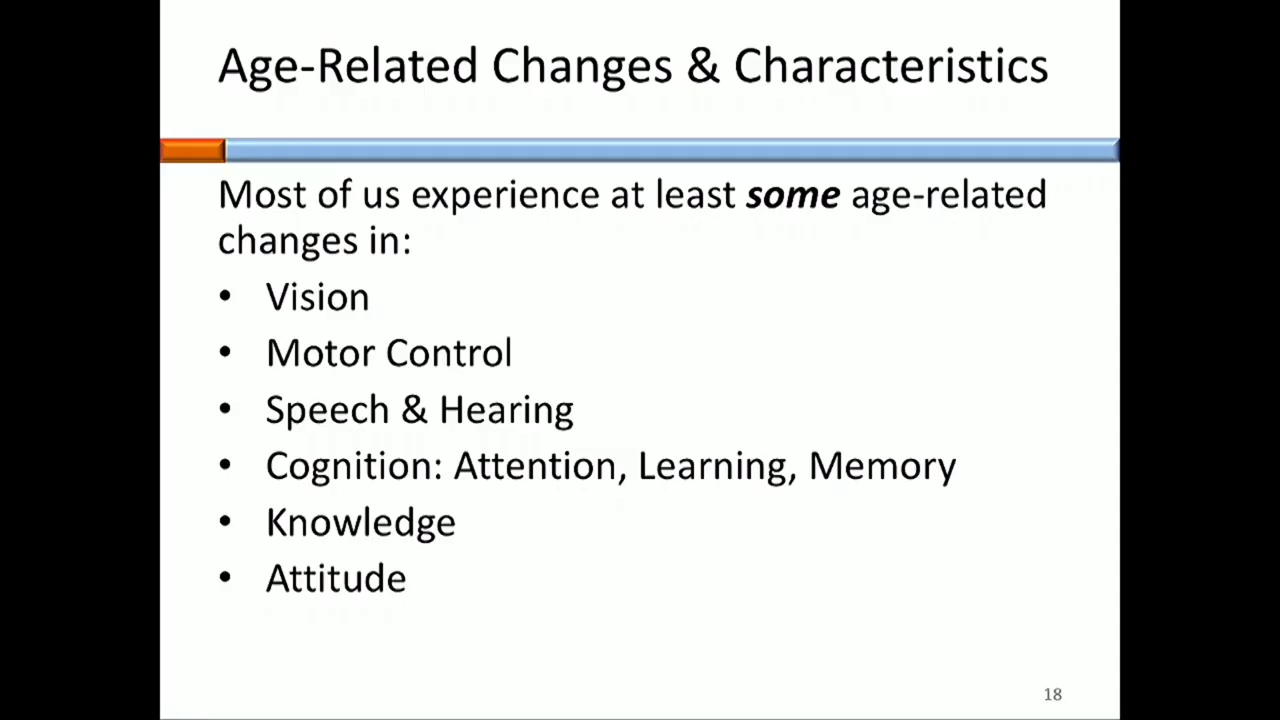 Age-Related Changes & Characteristics
Most of us experience at least some age-related
changes in:
• Vision
• Motor Control
• Speech & Hearing
• Cognition: Attention, Learning, Memory
• Knowledge
• Attitude
18